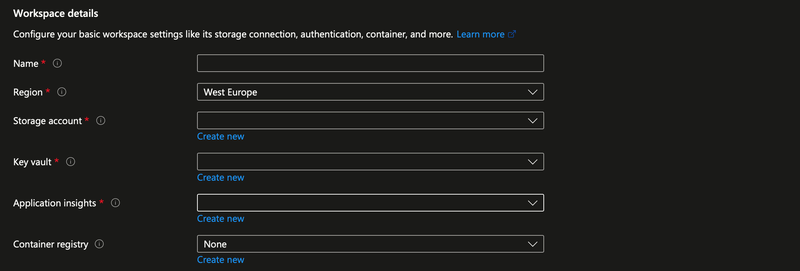 Workspace details
Configure your basic workspace settings like its storage connection, authentication, container, and more. Learn more
Name *
Region * West Europe
Storage account *
Create new
Key vault *
Create new
Application insights *
Create new
Container registry None
Create new